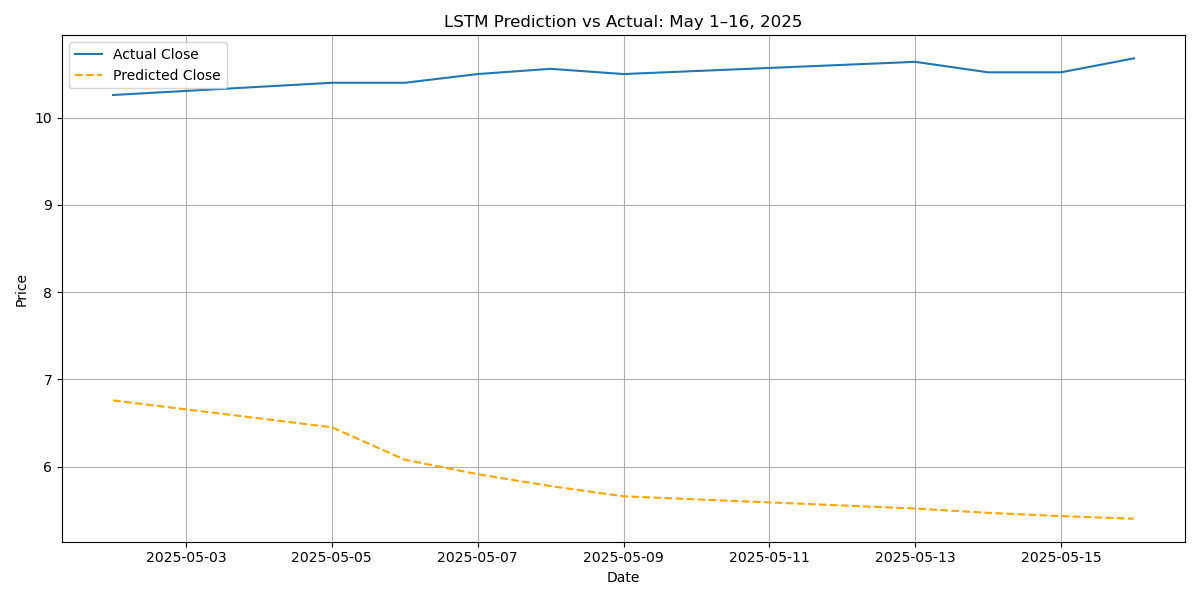 LSTM Prediction vs Actual: May 1–16, 2025
Actual Close
Predicted Close
Price
10
9
8
7
6
2025-05-03 2025-05-05 2025-05-07 2025-05-09 2025-05-11 2025-05-13 2025-05-15
Date